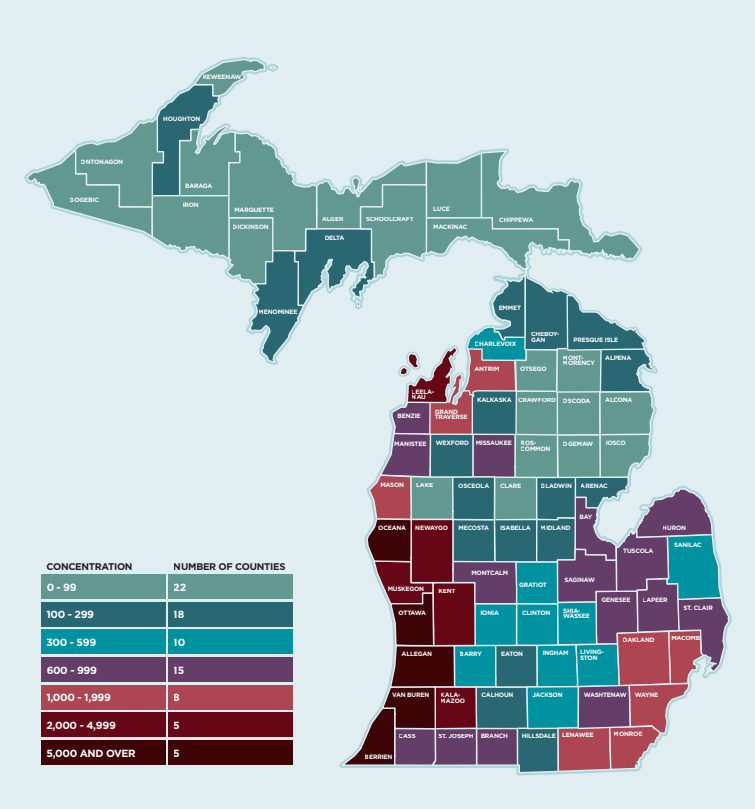 KEWEENAW
HOUGHTON
ONTONAGON
BARAGA
GOGEBIC
IRON
MARQUETTE
DICKINSON
ALGER
SCHOOLCRAFT
LUCE
CHIPPEWA
MACKINAC
DELTA
MENOMINEE
EMMET
CHEBOY-
GAN
PRESQUE ISLE
CHARLEVOIX
ANTRIM
OTSEGO
MONT-
MORENCY
ALPENA
LEELA-
NAU
BENZIE
GRAND
TRAVERSE
KALKASKA
CRAWFORD
OSCODA
ALCONA
MANISTEE
WEXFORD
MISSAUKEE
ROS-
COMMON
OGEMAW
IOSCO
MASON
LAKE
OSCEOLA
CLARE
GLADWIN
ARENAC
OCEANA
NEWAYGO
MECOSTA
ISABELLA
MIDLAND
BAY
HURON
TUSCOLA
SANILAC
MUSKEGON
MONTCALM
GRATIOT
SAGINAW
KENT
OTTAWA
IONIA
CLINTON
SHIA-
WASSEE
GENESEE
LAPEER
ST. CLAIR
ALLEGAN
BARRY
EATON
INGHAM
LIVING-
STON
OAKLAND
MACOMB
VAN BUREN
KALA-
MAZOO
CALHOUN
JACKSON
WASHTENAW
WAYNE
BERRIEN
CASS
ST. JOSEPH
BRANCH
HILLSDALE
LENAWEE
MONROE
CONCENTRATION NUMBER OF COUNTIES
0 - 99 22
100 - 299 18
300 - 599 10
600 - 999 15
1,000 - 1,999 8
2,000 - 4,999 5
5,000 AND OVER 5